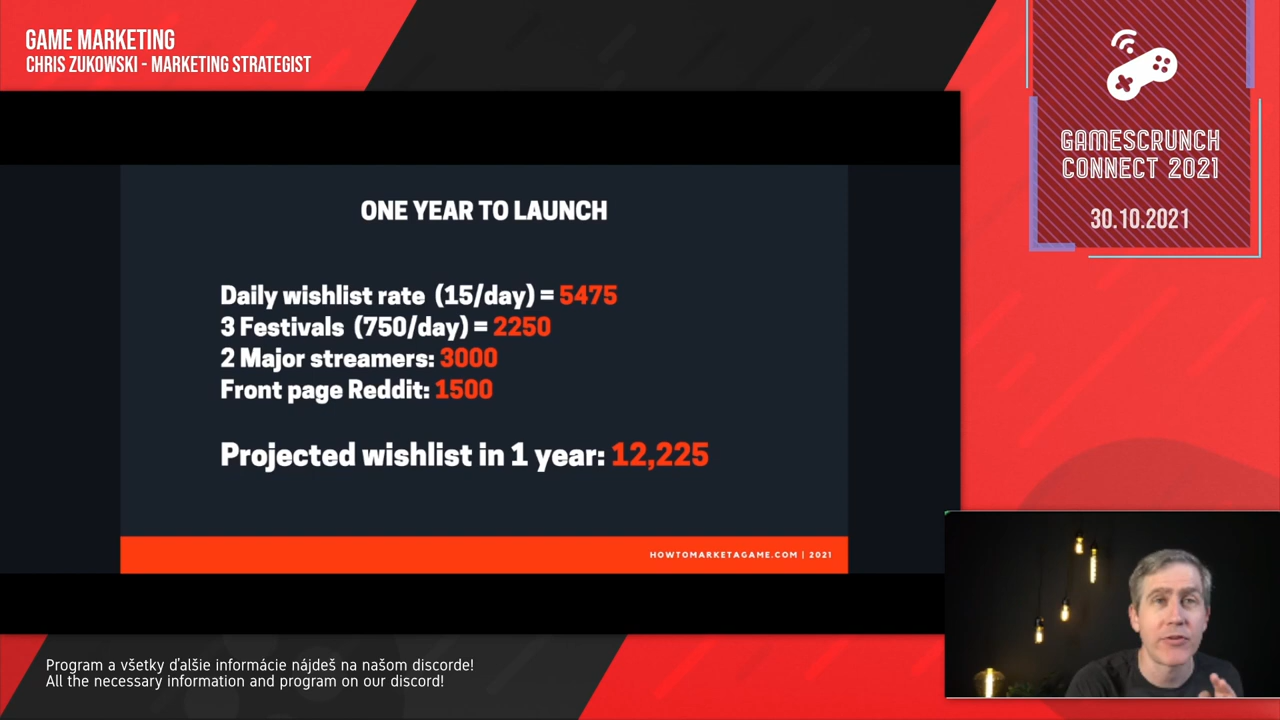 GAME MARKETING
CHRIS ZUKOWSKI - MARKETING STRATEGIST
GAMESCRUNCH
CONNECT 2021
30.10.2021
ONE YEAR TO LAUNCH
Daily wishlist rate (15/day) = 5475
3 Festivals (750/day) = 2250
2 Major streamers: 3000
Front page Reddit: 1500
Projected wishlist in 1 year: 12,225
HOWTOMARKETAGAME.COM | 2021
Program a všetky ďalšie informácie nájdeš na našom discorde!
All the necessary information and program on our discord!